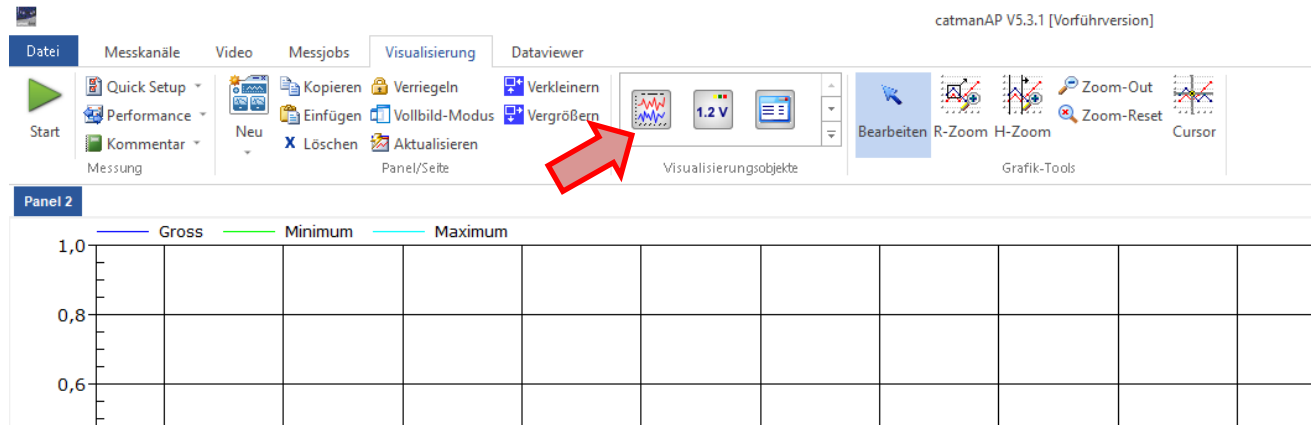 catmanAP V5.3.1 [Vorführversion]
Datei Messkanäle Video Messjobs Visualisierung Dataviewer
Start
Quick Setup
Performance
Kommentar
Messung
Neu
Kopieren
Einfügen
X Löschen
Verriegeln
Vollbild-Modus
Aktualisieren
Verkleinern
Vergrößern
Panel/Seite
1.2 V
Visualisierungsobjekte
Bearbeiten
R-Zoom
H-Zoom
Zoom-Out
Zoom-Reset
Cursor
Grafik-Tools
Panel 2
Gross Minimum Maximum
1,0
0,8
0,6